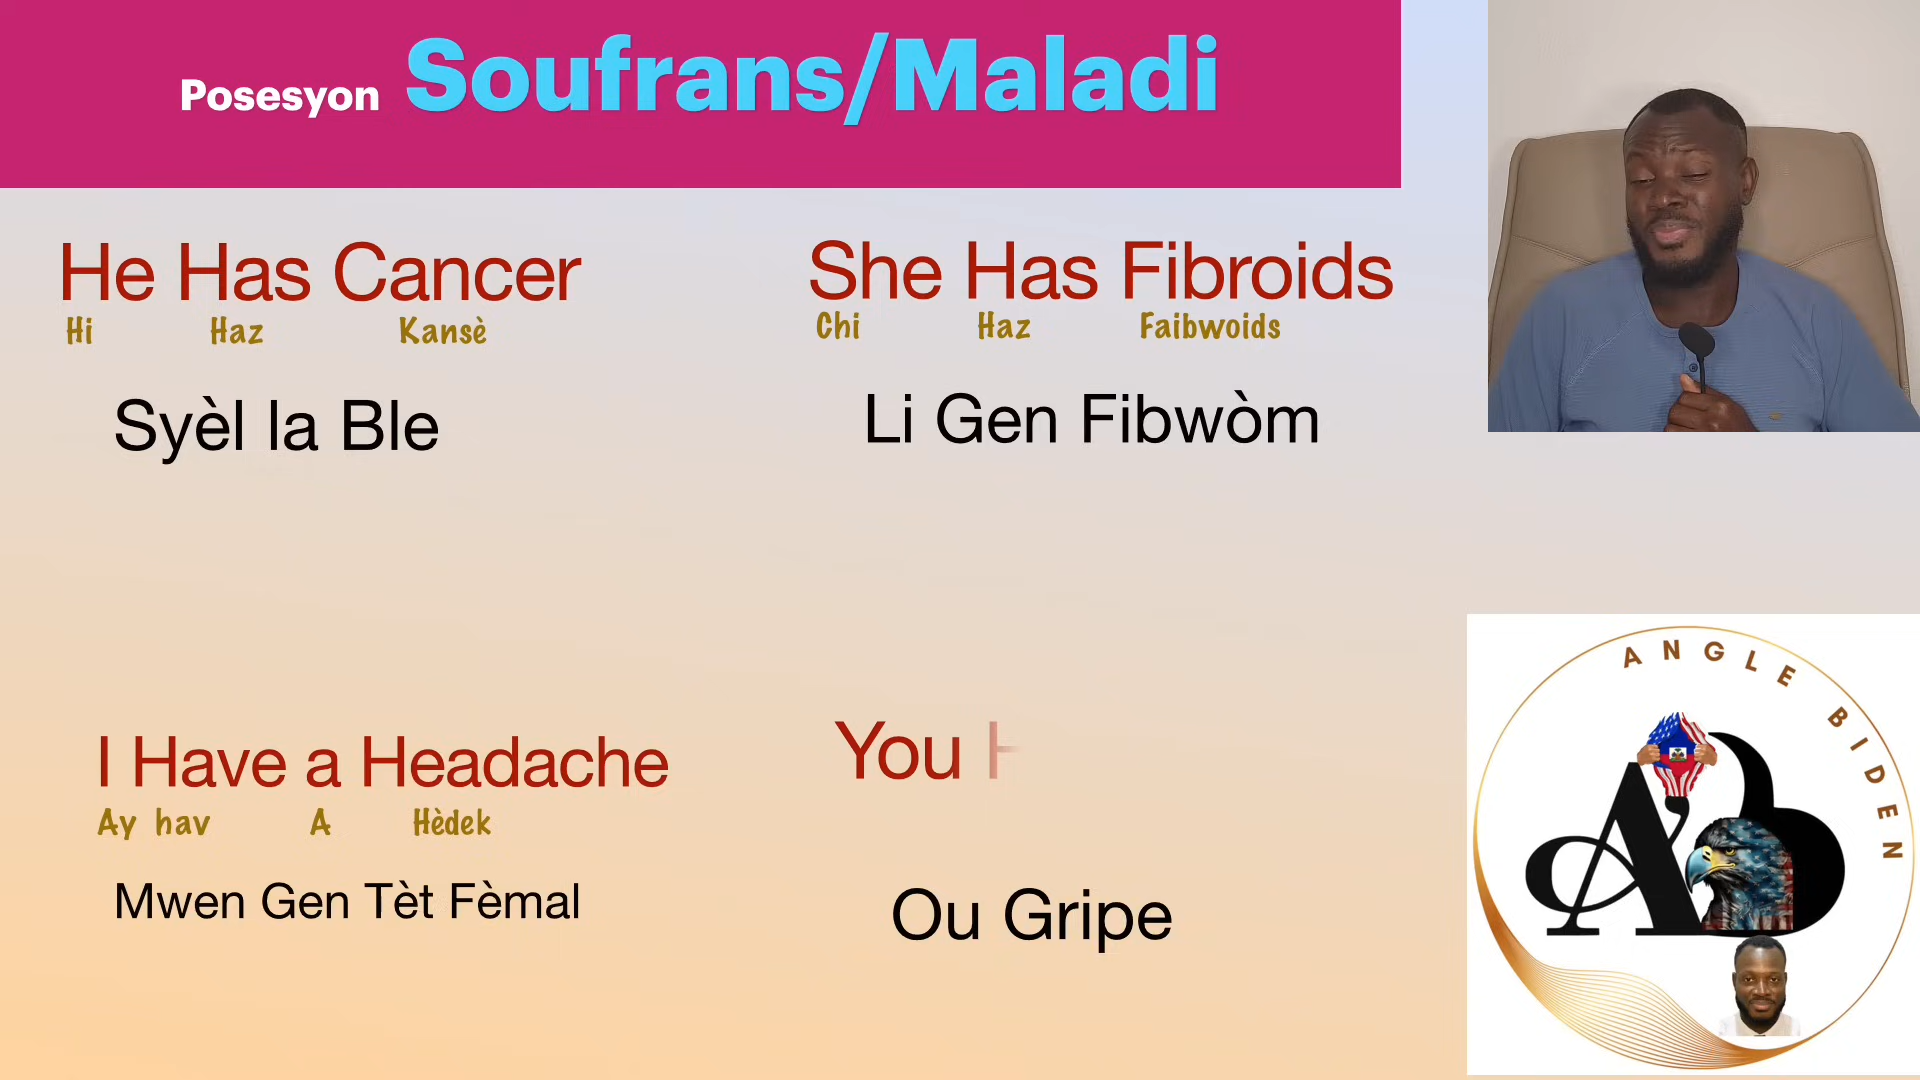 Posesyon Soufrans/Maladi
He Has Cancer
Hi Haz Kansè
Syèl la Ble
She Has Fibroids
Chi Haz Faibwoids
Li Gen Fibwòm
I Have a Headache
Ay hav A Hèdek
Mwen Gen Tèt Fèmal
You H
Ou Gripe
ANGLE BIDEN
AB